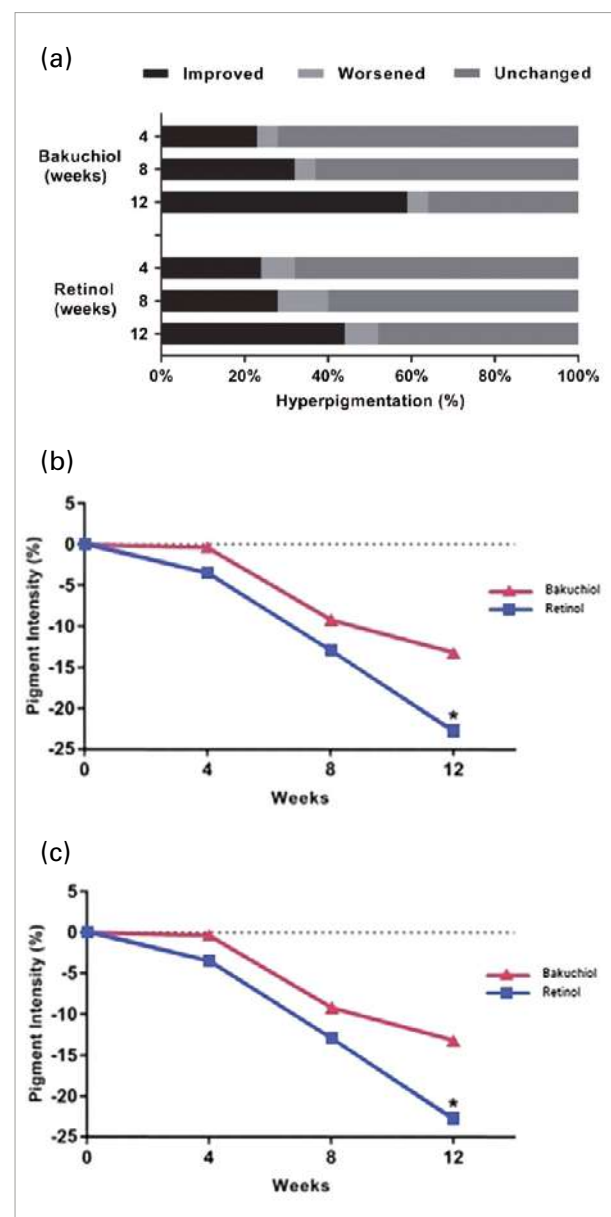 (a)
Improved Worsened Unchanged
4
Bakuchiol
(weeks)
8
12
4
Retinol
(weeks)
8
12
0% 20% 40% 60% 80% 100%
Hyperpigmentation (%)
(b)
Pigment Intensity (%)
5
0
-5
-10
-15
-20
-25
*
Bakuchiol
Retinol
0 4 8 12
Weeks
(c)
Pigment Intensity (%)
5
0
-5
-10
-15
-20
-25
*
Bakuchiol
Retinol
0 4 8 12
Weeks